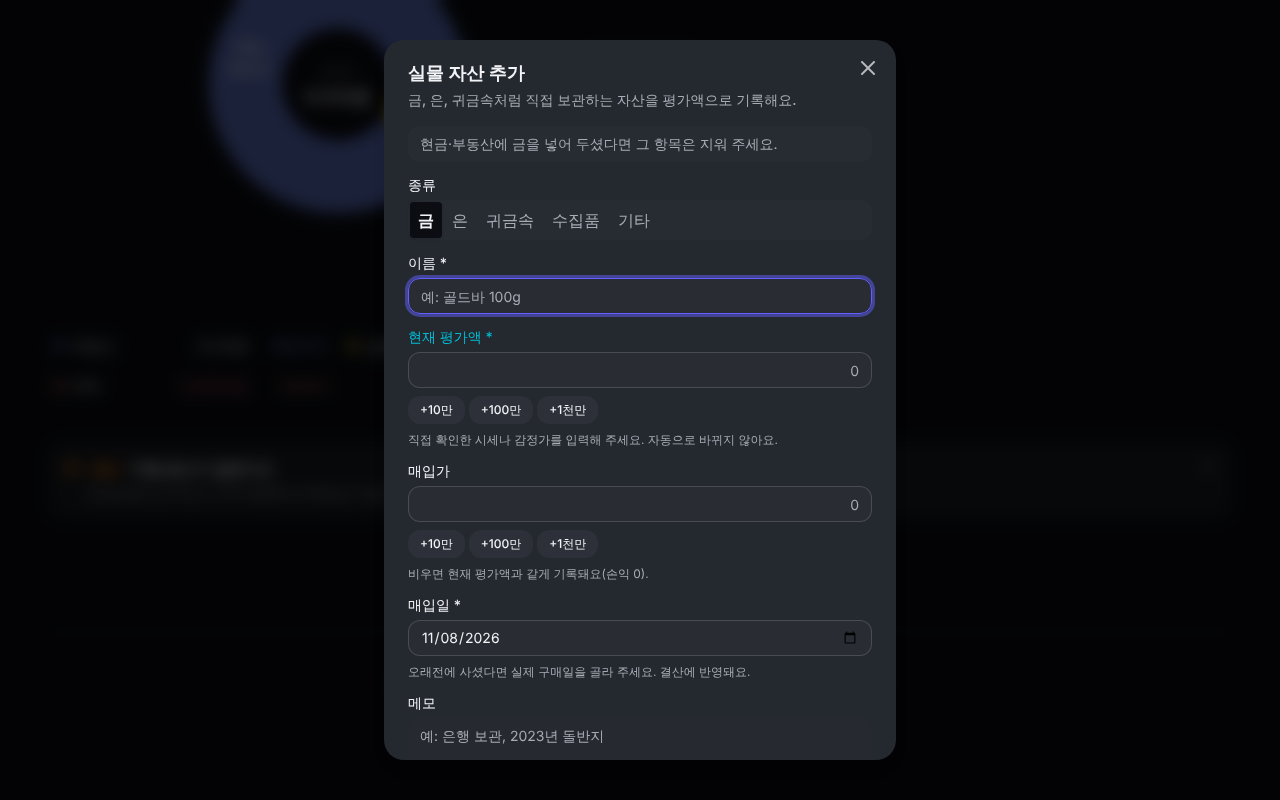 실물 자산 추가
금, 은, 귀금속처럼 직접 보관하는 자산을 평가액으로 기록해요.
현금·부동산에 금을 넣어 두셨다면 그 항목은 지워 주세요.
종류
금 은 귀금속 수집품 기타
이름 *
예: 골드바 100g
현재 평가액 *
0
+10만 +100만 +1천만
직접 확인한 시세나 감정가를 입력해 주세요. 자동으로 바뀌지 않아요.
매입가
0
+10만 +100만 +1천만
비우면 현재 평가액과 같게 기록돼요(손익 0).
매입일 *
11/08/2026
오래전에 사셨다면 실제 구매일을 골라 주세요. 결산에 반영돼요.
메모
예: 은행 보관, 2023년 돌반지